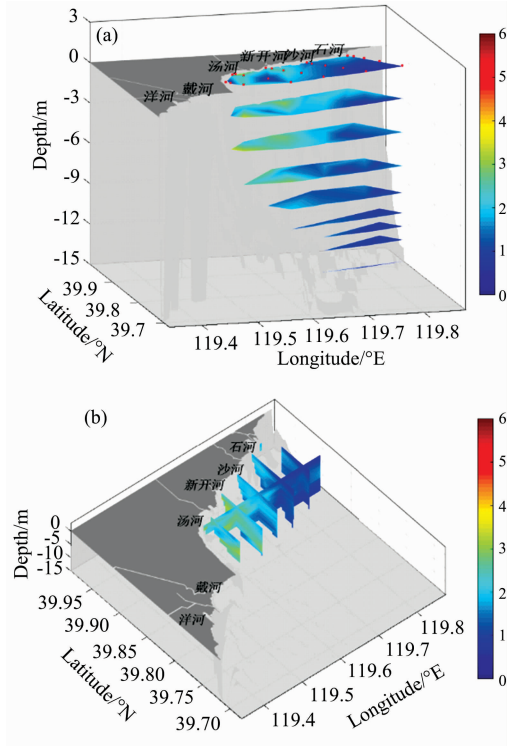 (a)
3
0
-3
-6
-9
-12
-15
Depth/m
洋河
戴河
汤河
新开河
沙河
石河
39.9
39.8
39.7
Latitude/°N
119.4
119.5
119.6
119.7
119.8
Longitude/°E
6
5
4
3
2
1
0
(b)
石河
沙河
新开河
汤河
戴河
洋河
0
-5
-10
-15
Depth/m
39.95
39.90
39.85
39.80
39.75
39.70
Latitude/°N
119.4
119.5
119.6
119.7
119.8
Longitude/°E
6
5
4
3
2
1
0